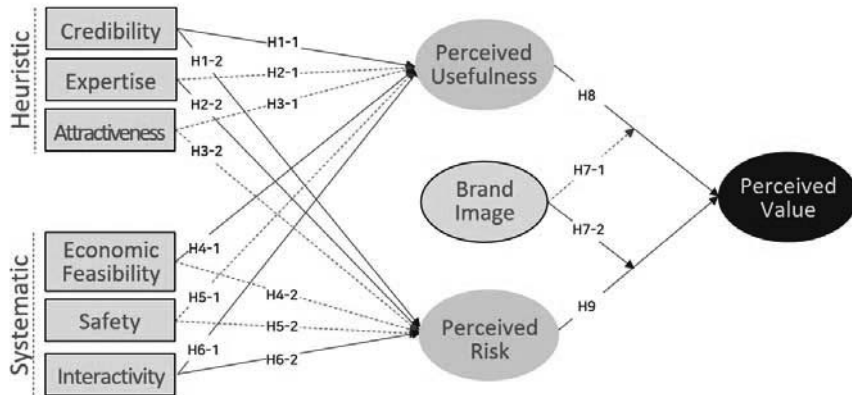 Heuristic
Credibility
Expertise
Attractiveness
Systematic
Economic
Feasibility
Safety
Interactivity
H1-1
H1-2
H2-1
H2-2
H3-1
H3-2
H4-1
H4-2
H5-1
H5-2
H6-1
H6-2
Perceived
Usefulness
Brand
Image
Perceived
Risk
H8
H7-1
H7-2
H9
Perceived
Value